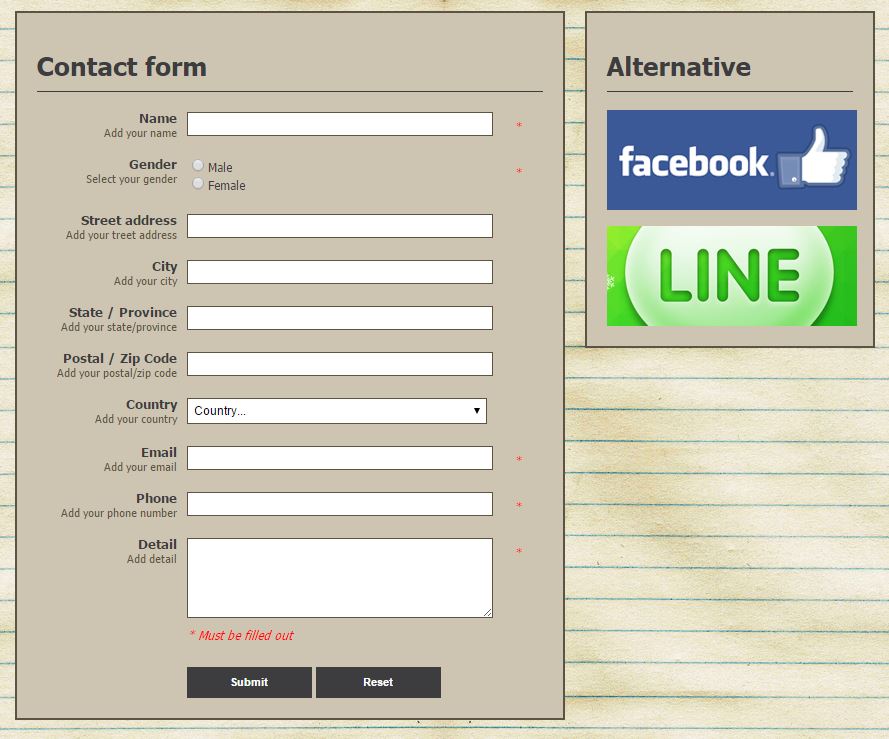 Contact form
Name
Add your name
*
Gender
Select your gender
Male
Female
*
Street address
Add your treet address
City
Add your city
State / Province
Add your state/province
Postal / Zip Code
Add your postal/zip code
Country
Add your country
Country...
Email
Add your email
*
Phone
Add your phone number
*
Detail
Add detail
*
* Must be filled out
Submit
Reset
Alternative
facebook.
LINE